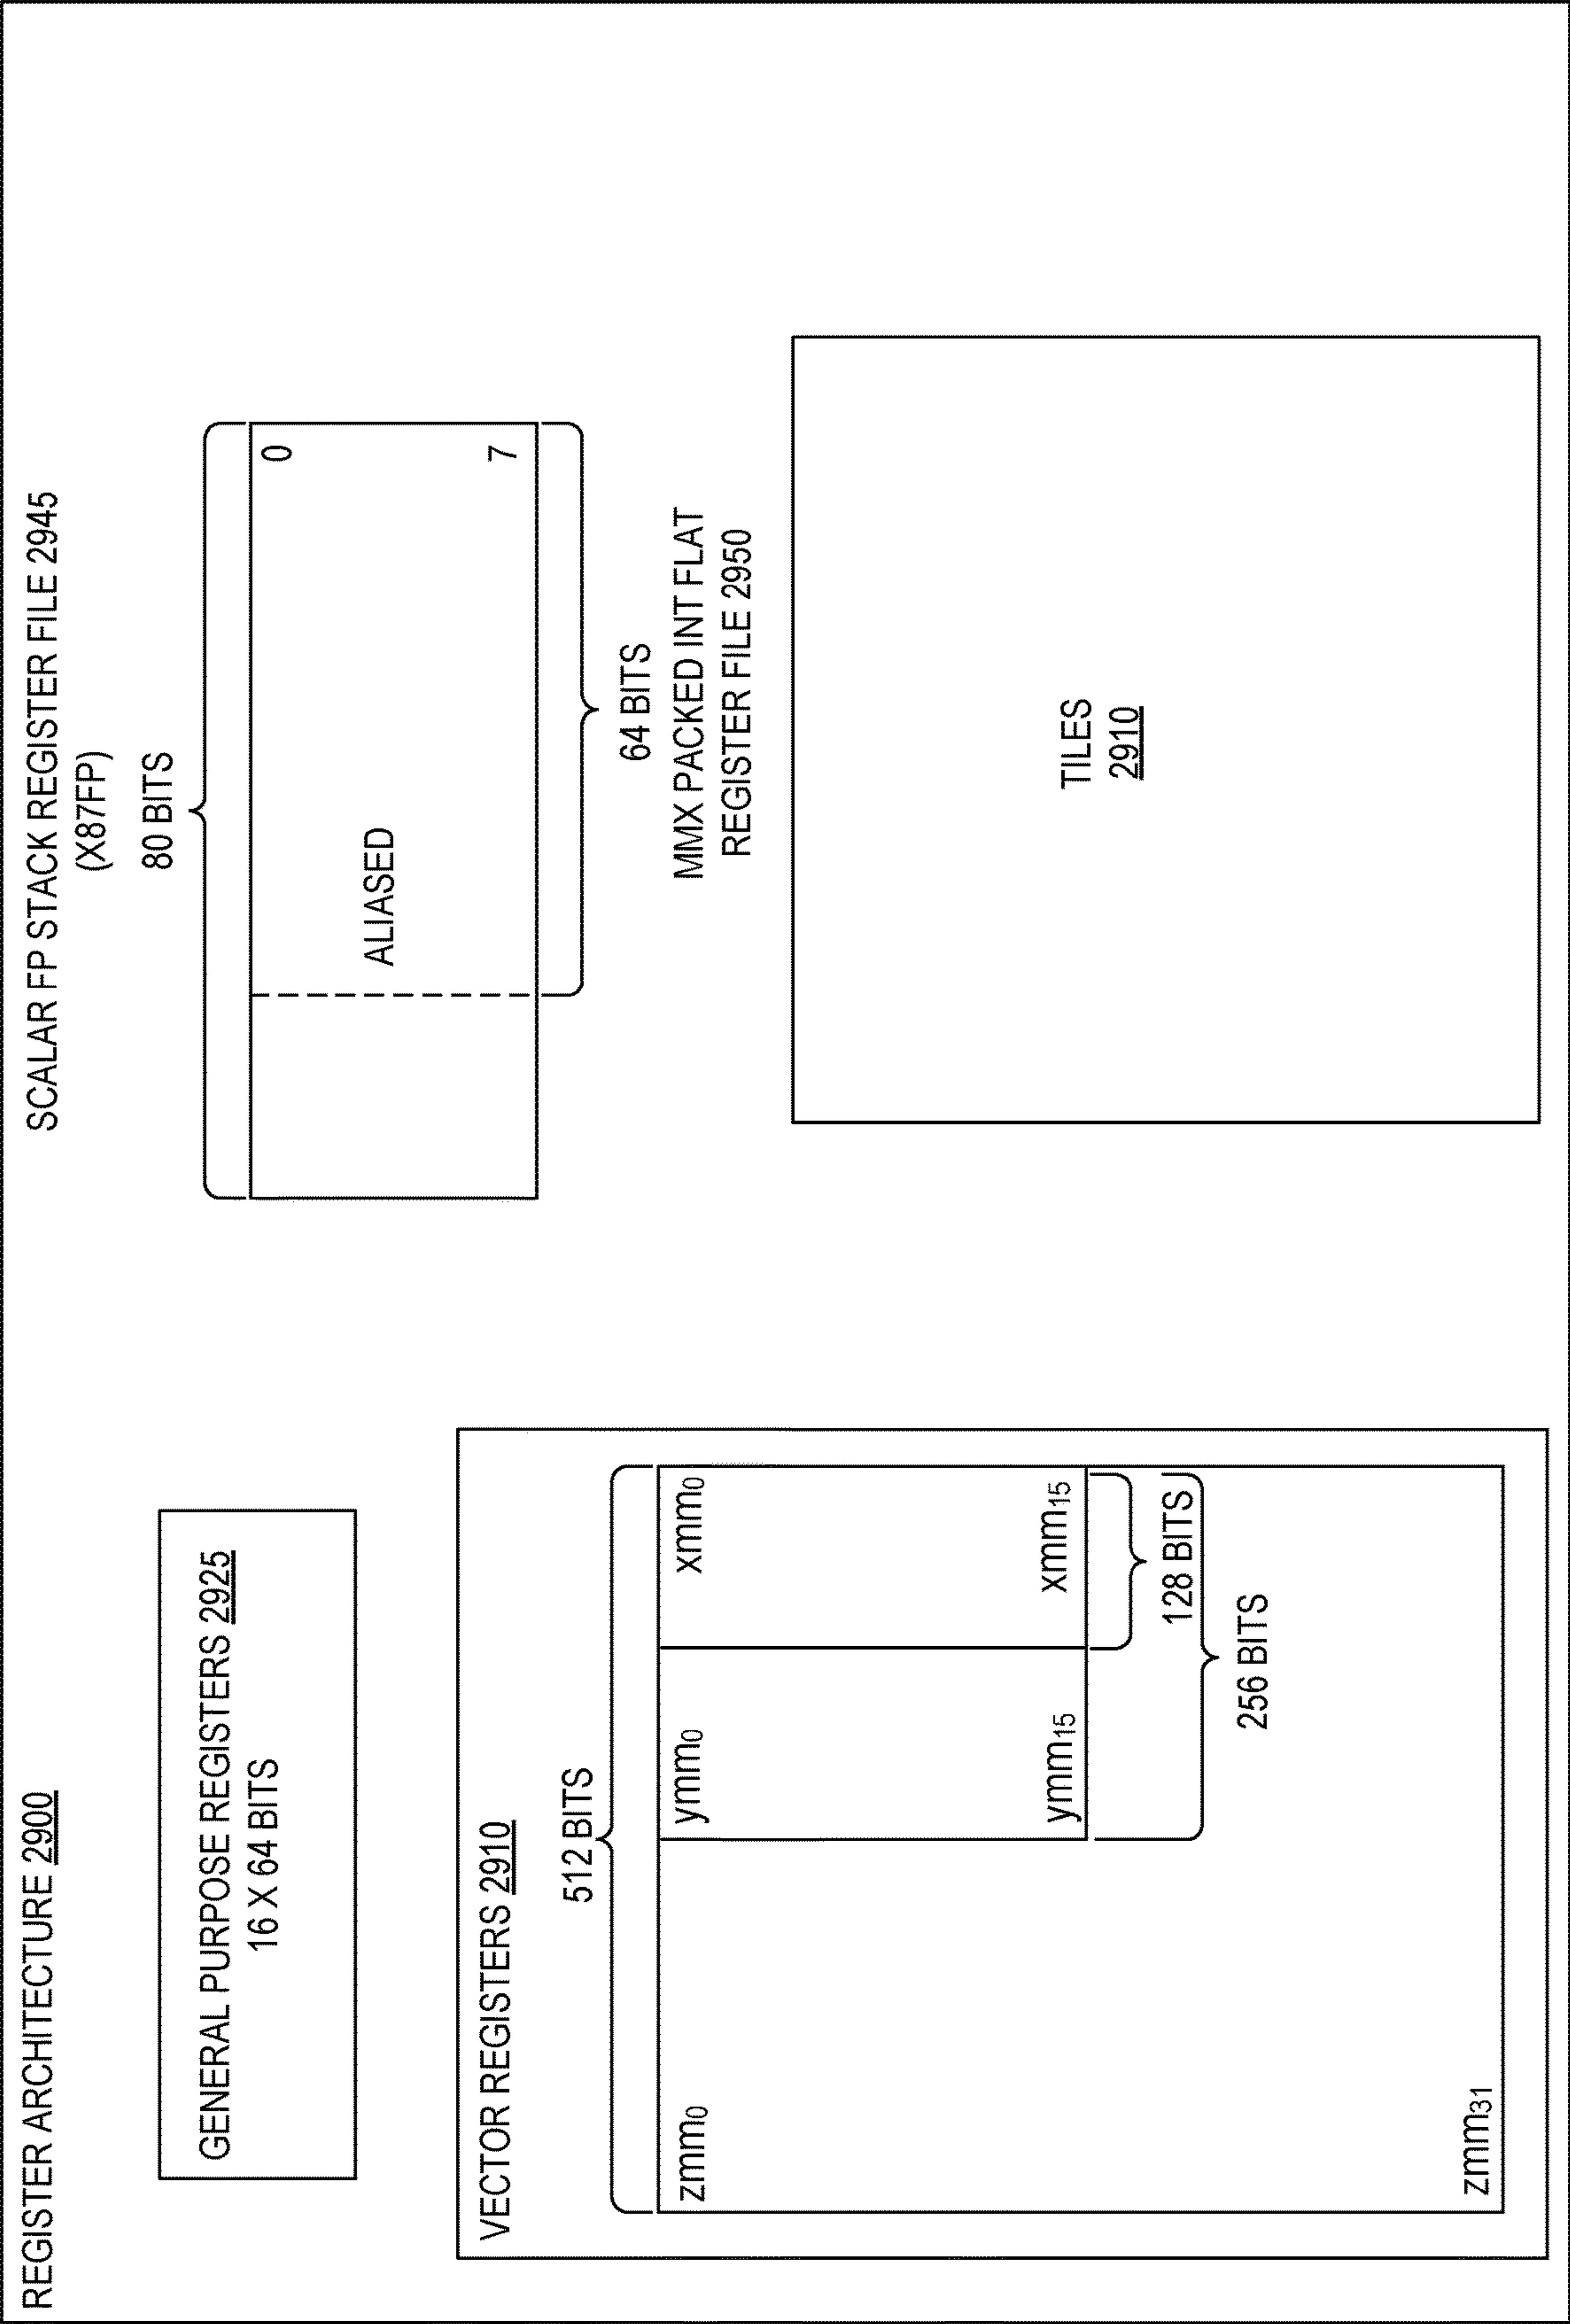 REGISTER ARCHITECTURE 2900
GENERAL PURPOSE REGISTERS 2925
16 X 64 BITS
VECTOR REGISTERS 2910
512 BITS
zmm0
ymm0
xmm0
ymm15
xmm15
128 BITS
256 BITS
zmm31
SCALAR FP STACK REGISTER FILE 2945
(X87FP)
80 BITS
0
ALIASED
7
64 BITS
MMX PACKED INT FLAT
REGISTER FILE 2950
TILES
2910